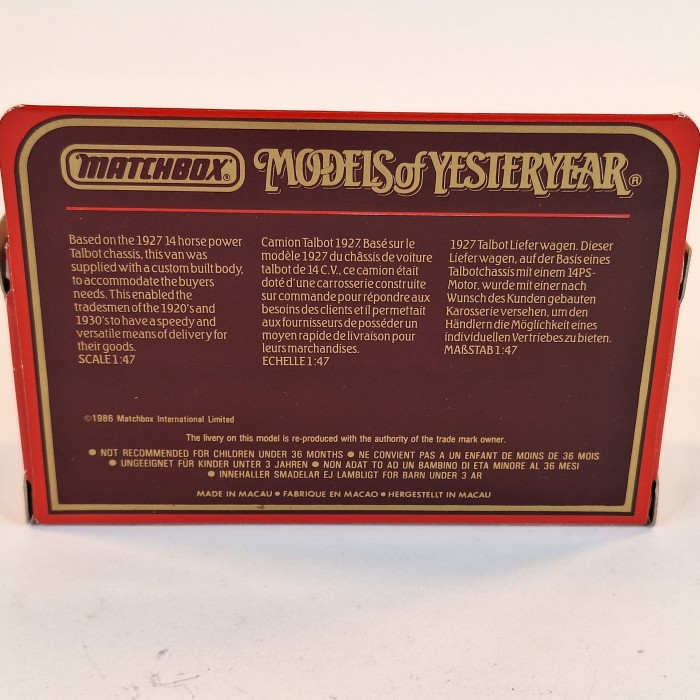 MATCHBOX® MODELS of YESTERYEAR®
Based on the 1927 14 horse power
Talbot chassis, this van was
supplied with a custom built body,
to accommodate the buyers
needs. This enabled the
tradesmen of the 1920's and
1930's to have a speedy and
versatile means of delivery for
their goods.
SCALE 1:47
Camion Talbot 1927. Basé sur le
modèle 1927 du châssis de voiture
talbot de 14 C.V., ce camion était
doté d'une carrosserie construite
sur commande pour répondre aux
besoins des clients et il permettait
aux fournisseurs de posséder un
moyen rapide de livraison pour
leurs marchandises.
ECHELLE 1:47
1927 Talbot Liefer wagen. Dieser
Liefer wagen, auf der Basis eines
Talbotchassis mit einem 14PS-
Motor, wurde mit einer nach
Wunsch des Kunden gebauten
Karosserie versehen, um den
Händlern die Möglichkeit eines
individuellen Vertriebes zu bieten.
MAßSTAB 1:47
©1986 Matchbox International Limited
The livery on this model is re-produced with the authority of the trade mark owner.
● NOT RECOMMENDED FOR CHILDREN UNDER 36 MONTHS ● NE CONVIENT PAS A UN ENFANT DE MOINS DE 36 MOIS
● UNGEEIGNET FÜR KINDER UNTER 3 JAHREN ● NON ADAT TO AD UN BAMBINO DI ETA MINORE AL 36 MESI
● INNEHALLER SMADELAR EJ LAMBLIGT FOR BARN UNDER 3 AR
MADE IN MACAU ● FABRIQUE EN MACAO ● HERGESTELLT IN MACAU